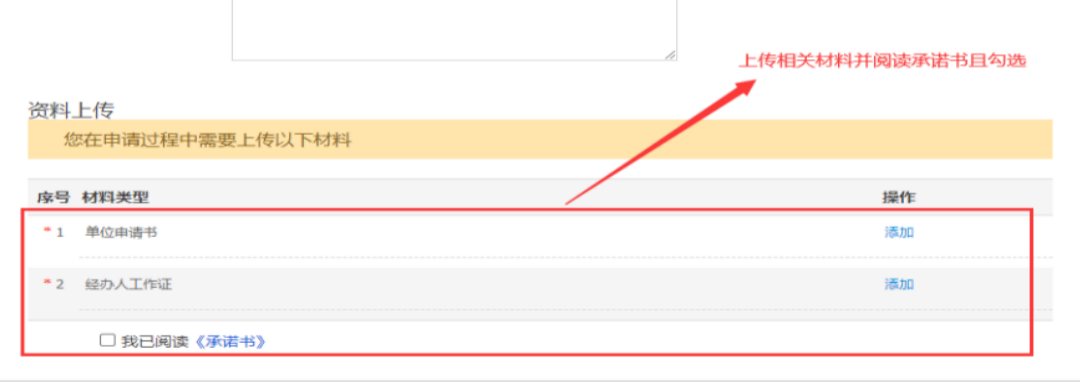 上传相关材料并阅读承诺书且勾选
资料上传
您在申请过程中需要上传以下材料
序号 材料类型 操作
* 1 单位申请书 添加
* 2 经办人工作证 添加
我已阅读《承诺书》